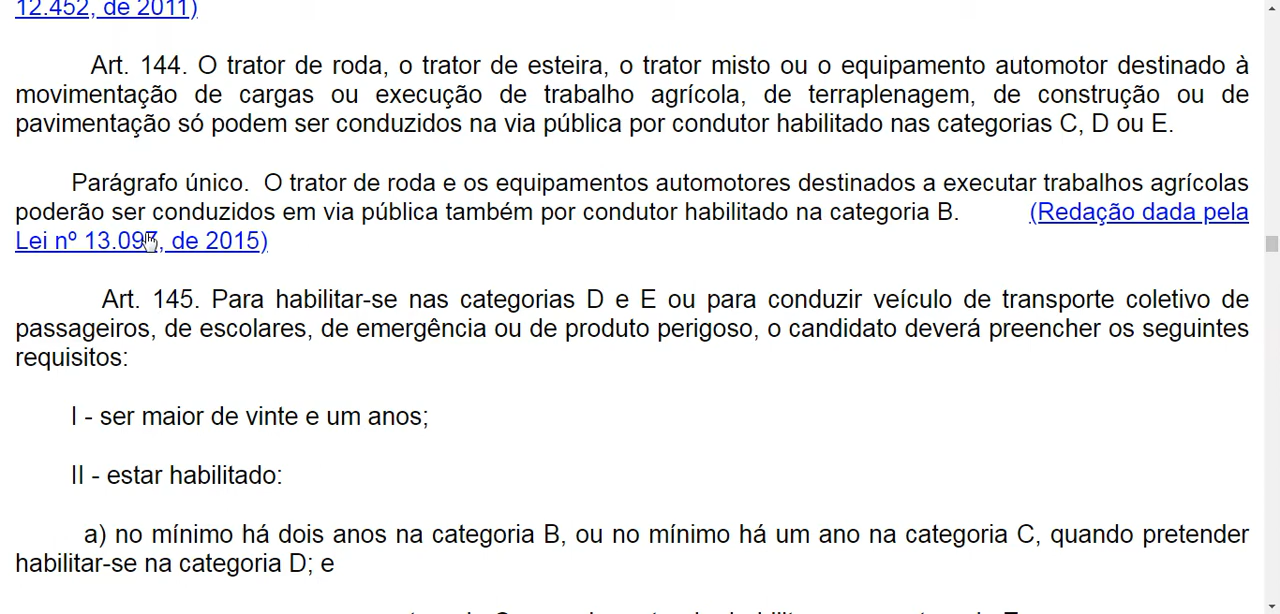 12.452, de 2011)
Art. 144. O trator de roda, o trator de esteira, o trator misto ou o equipamento automotor destinado à
movimentação de cargas ou execução de trabalho agrícola, de terraplenagem, de construção ou de
pavimentação só podem ser conduzidos na via pública por condutor habilitado nas categorias C, D ou E.
Parágrafo único. O trator de roda e os equipamentos automotores destinados a executar trabalhos agrícolas
poderão ser conduzidos em via pública também por condutor habilitado na categoria B. (Redação dada pela
Lei nº 13.097, de 2015)
Art. 145. Para habilitar-se nas categorias D e E ou para conduzir veículo de transporte coletivo de
passageiros, de escolares, de emergência ou de produto perigoso, o candidato deverá preencher os seguintes
requisitos:
I - ser maior de vinte e um anos;
II - estar habilitado:
a) no mínimo há dois anos na categoria B, ou no mínimo há um ano na categoria C, quando pretender
habilitar-se na categoria D; e